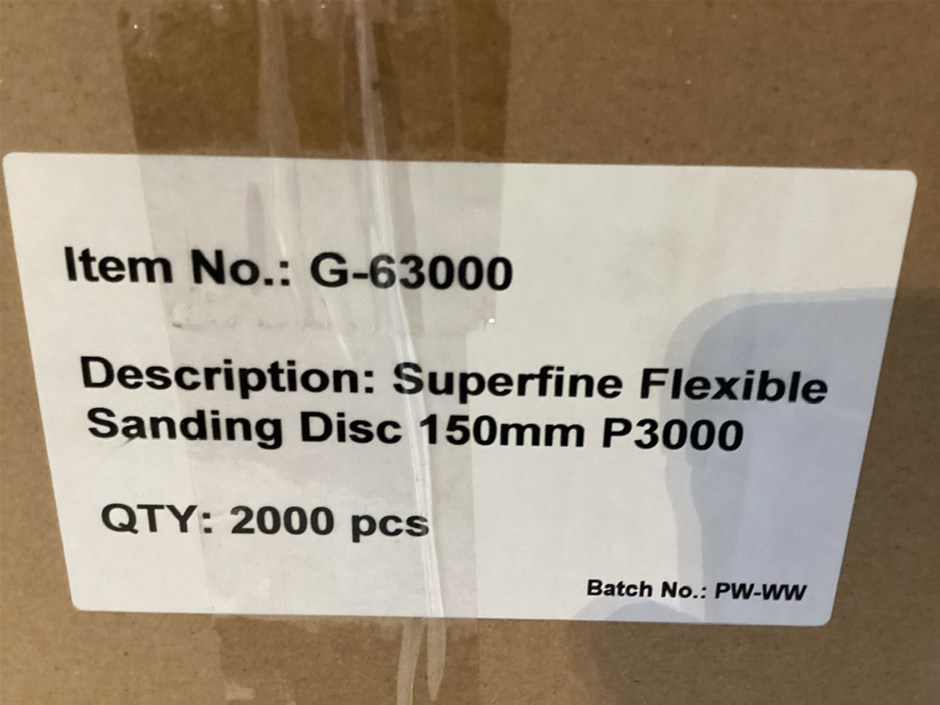 Item No.: G-63000
Description: Superfine Flexible
Sanding Disc 150mm P3000
QTY: 2000 pcs
Batch No.: PW-WW